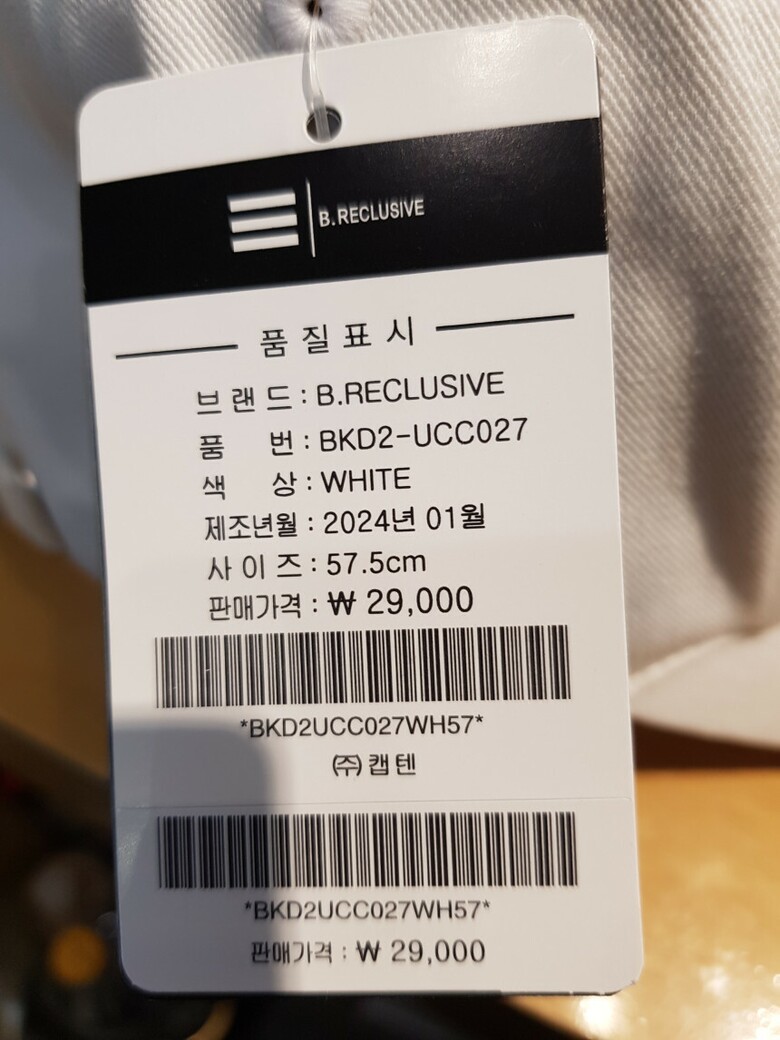 B.RECLUSIVE
품질표시
브랜드 : B.RECLUSIVE
품 번 : BKD2-UCC027
색 상 : WHITE
제조년월 : 2024년 01월
사이즈 : 57.5cm
판매가격 : ₩ 29,000
*BKD2UCC027WH57*
㈜캡텐
*BKD2UCC027WH57*
판매가격 : ₩ 29,000